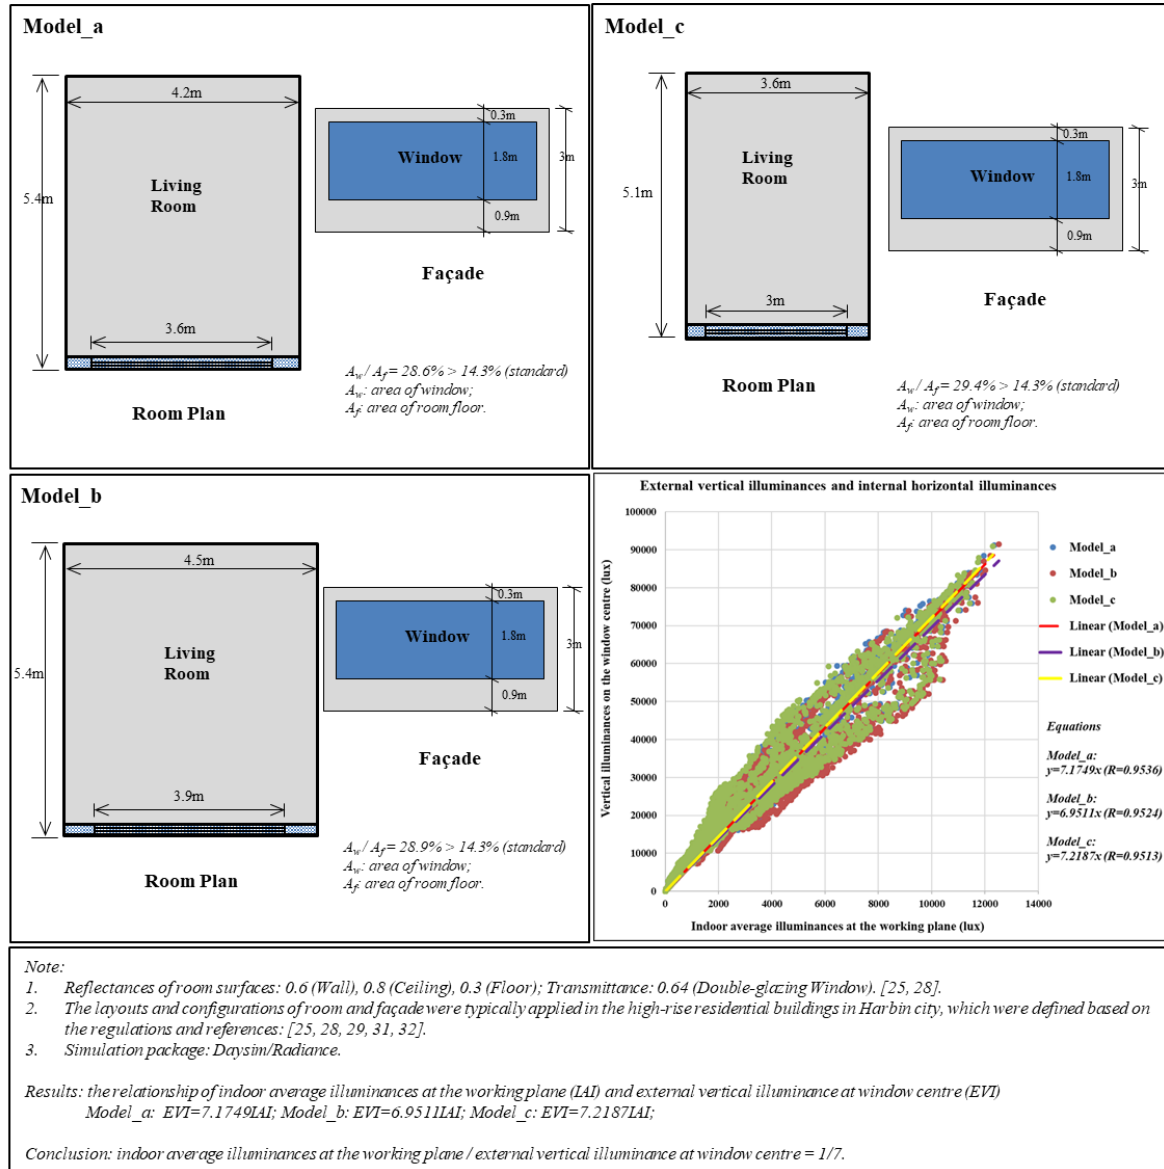 Model_a
4.2m
5.4m
Living
Room
3.6m
Room Plan
0.3m
Window
1.8m
3m
0.9m
Façade
A_w / A_f = 28.6% > 14.3% (standard)
A_w: area of window;
A_f: area of room floor.
Model_c
3.6m
5.1m
Living
Room
3m
Room Plan
0.3m
Window
1.8m
3m
0.9m
Façade
A_w / A_f = 29.4% > 14.3% (standard)
A_w: area of window;
A_f: area of room floor.
Model_b
4.5m
5.4m
Living
Room
3.9m
Room Plan
0.3m
Window
1.8m
3m
0.9m
Façade
A_w / A_f = 28.9% > 14.3% (standard)
A_w: area of window;
A_f: area of room floor.
External vertical illuminances and internal horizontal illuminances
Vertical illuminances on the window centre (lux)
100000
90000
80000
70000
60000
50000
40000
30000
20000
10000
0
0 2000 4000 6000 8000 10000 12000 14000
Indoor average illuminances at the working plane (lux)
Model_a
Model_b
Model_c
Linear (Model_a)
Linear (Model_b)
Linear (Model_c)
Equations
Model_a:
y=7.1749x (R=0.9536)
Model_b:
y=6.9511x (R=0.9524)
Model_c:
y=7.2187x (R=0.9513)
Note:
1. Reflectances of room surfaces: 0.6 (Wall), 0.8 (Ceiling), 0.3 (Floor); Transmittance: 0.64 (Double-glazing Window). [25, 28].
2. The layouts and configurations of room and façade were typically applied in the high-rise residential buildings in Harbin city, which were defined based on
the regulations and references: [25, 28, 29, 31, 32].
3. Simulation package: Daysim/Radiance.
Results: the relationship of indoor average illuminances at the working plane (IAI) and external vertical illuminance at window centre (EVI)
Model_a: EVI=7.1749IAI; Model_b: EVI=6.9511IAI; Model_c: EVI=7.2187IAI;
Conclusion: indoor average illuminances at the working plane / external vertical illuminance at window centre = 1/7.